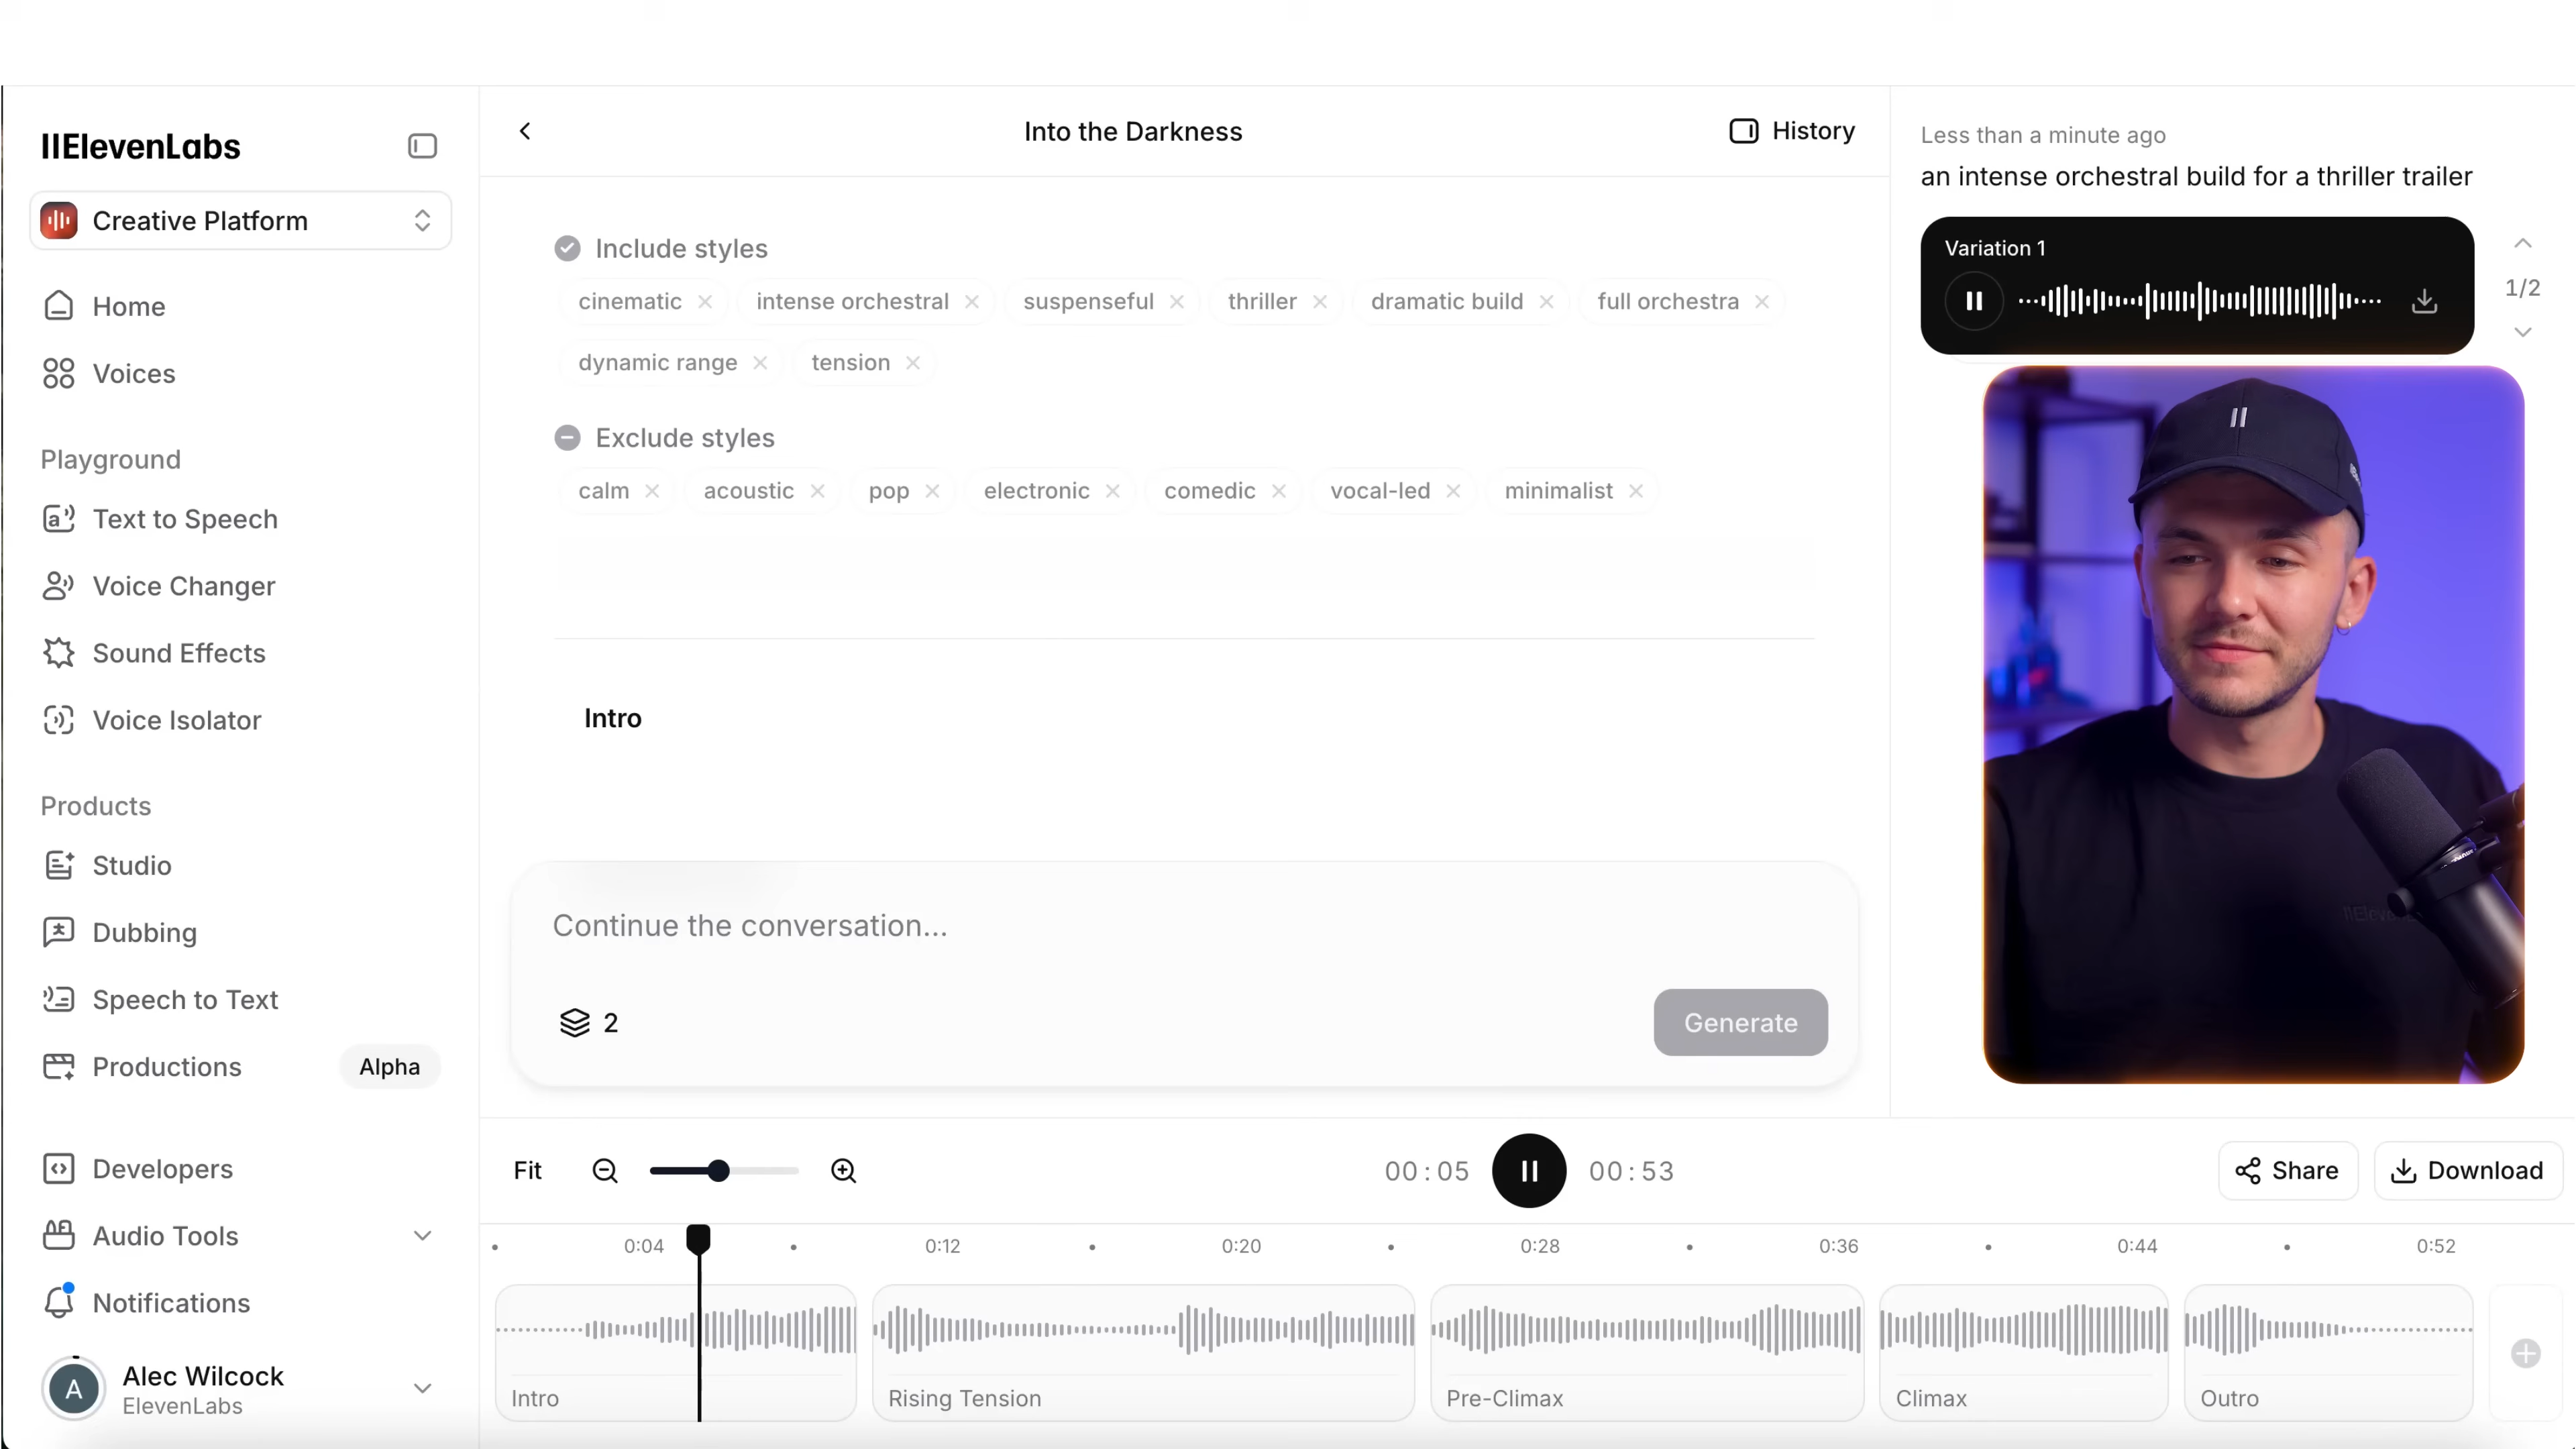 IIElevenLabs
Creative Platform
Home
Voices
Playground
Text to Speech
Voice Changer
Sound Effects
Voice Isolator
Products
Studio
Dubbing
Speech to Text
Productions Alpha
Developers
Audio Tools
Notifications
A Alec Wilcock
ElevenLabs
Into the Darkness
History
Include styles
cinematic intense orchestral suspenseful thriller dramatic build full orchestra
dynamic range tension
Exclude styles
calm acoustic pop electronic comedic vocal-led minimalist
Intro
Continue the conversation...
2
Generate
Less than a minute ago
an intense orchestral build for a thriller trailer
Variation 1
1/2
Fit
00:05 00:53
Share Download
0:04 0:12 0:20 0:28 0:36 0:44 0:52
Intro Rising Tension Pre-Climax Climax Outro